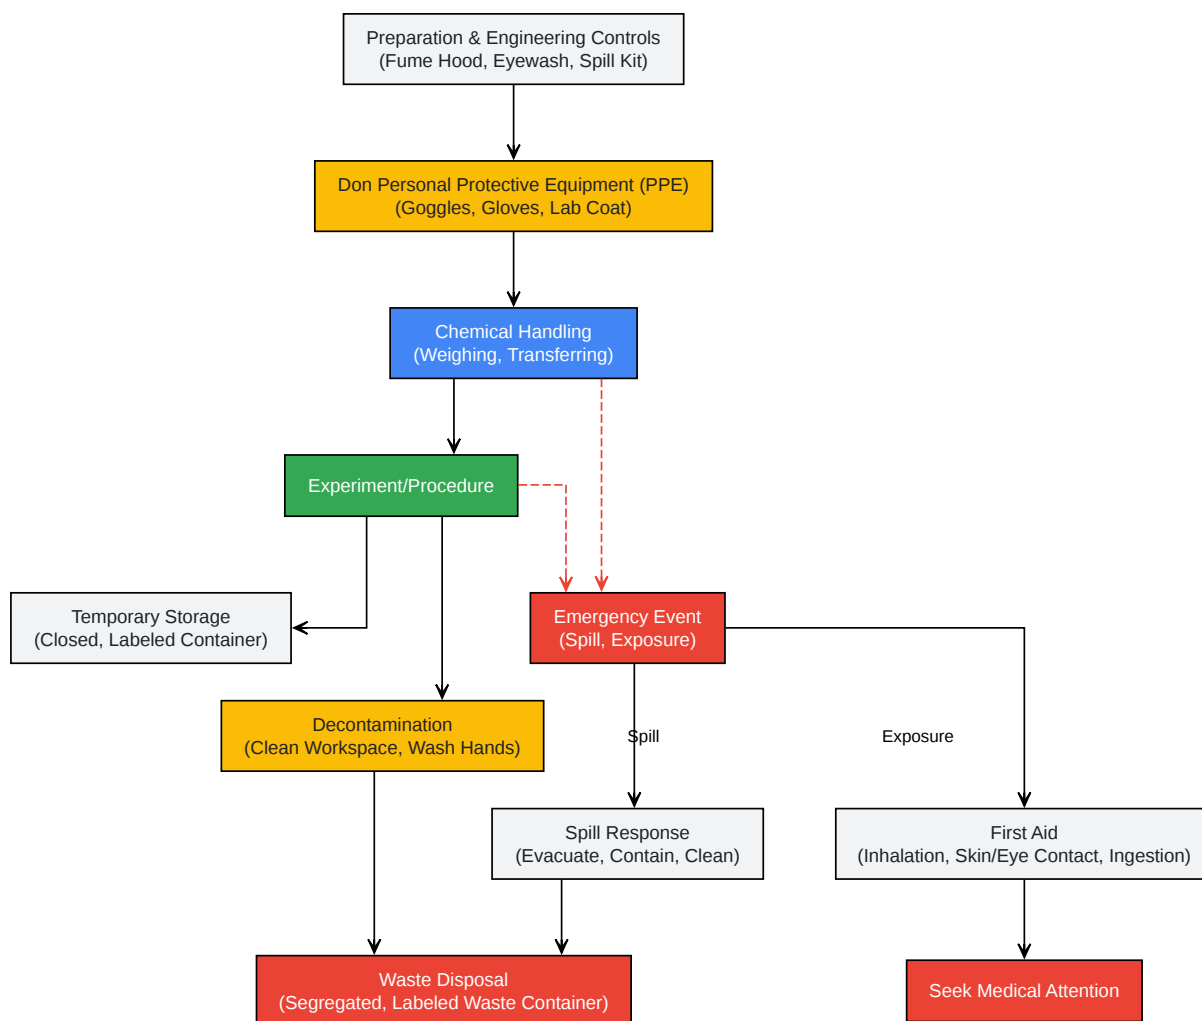 Preparation & Engineering Controls
(Fume Hood, Eyewash, Spill Kit)
Don Personal Protective Equipment (PPE)
(Goggles, Gloves, Lab Coat)
Chemical Handling
(Weighing, Transferring)
Experiment/Procedure
Temporary Storage
(Closed, Labeled Container)
Emergency Event
(Spill, Exposure)
Decontamination
(Clean Workspace, Wash Hands)
Spill
Exposure
Spill Response
(Evacuate, Contain, Clean)
First Aid
(Inhalation, Skin/Eye Contact, Ingestion)
Waste Disposal
(Segregated, Labeled Waste Container)
Seek Medical Attention